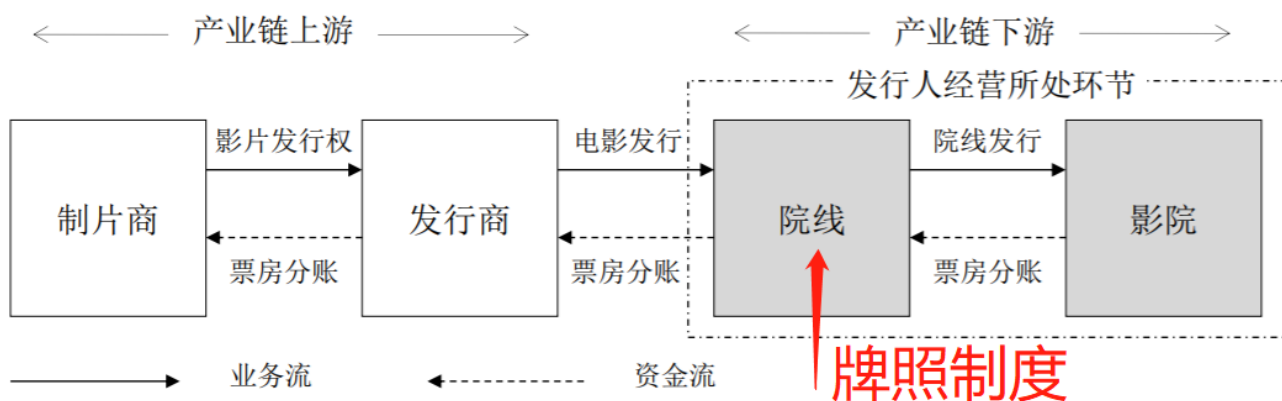 产业链上游
产业链下游
发行人经营所处环节
影片发行权
电影发行
院线发行
制片商
发行商
院线
影院
票房分账
票房分账
票房分账
业务流
资金流
牌照制度